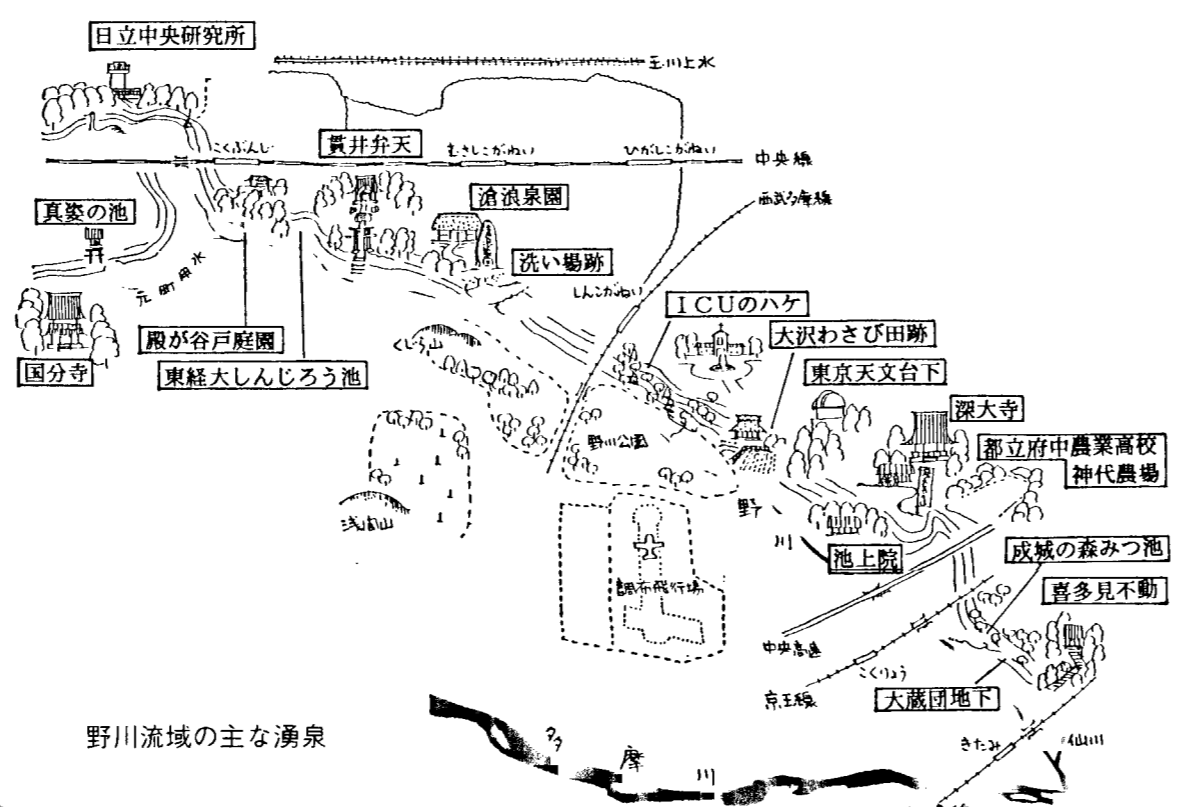 日立中央研究所
玉川上水
こくぶんじ
貫井弁天
むさしこがねい
ひがしこがねい
中央線
真姿の池
滄浪泉園
西武多摩線
洗い場跡
元町用水
しんこがねい
ICUのハケ
大沢わさび田跡
殿が谷戸庭園
国分寺
東経大しんじろう池
東京天文台下
深大寺
都立府中農業高校
神代農場
野川公園
浅間山
野川
池上院
成城の森みつ池
喜多見不動
調布飛行場
中央高速
こくりょう
京王線
大蔵団地下
野川流域の主な湧泉
きたみ
仙川
多摩川